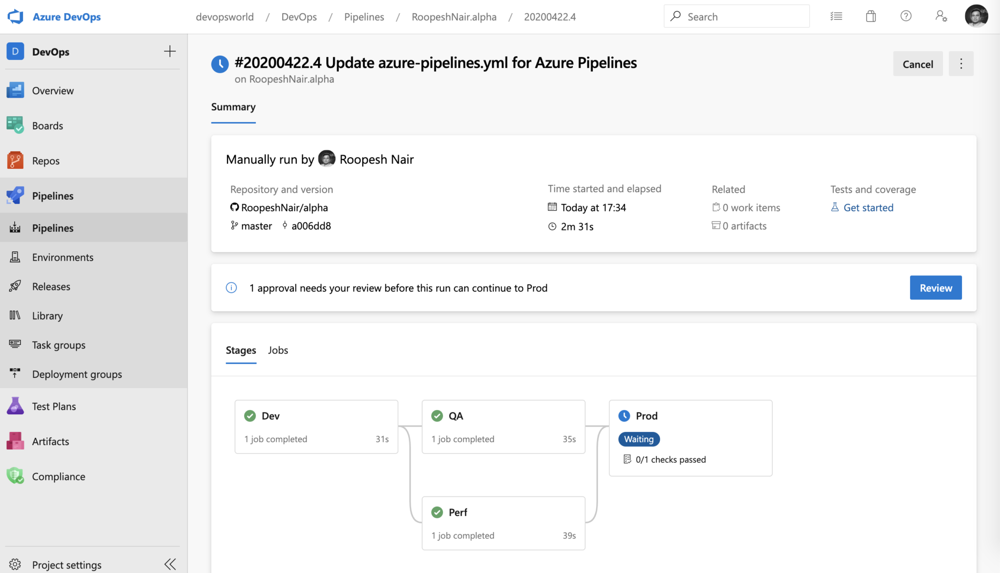 Azure DevOps
devopsworld / DevOps / Pipelines / RoopeshNair.alpha / 20200422.4
Search
D DevOps
Overview
Boards
Repos
Pipelines
Pipelines
Environments
Releases
Library
Task groups
Deployment groups
Test Plans
Artifacts
Compliance
Project settings
#20200422.4 Update azure-pipelines.yml for Azure Pipelines
on RoopeshNair.alpha
Cancel
Summary
Manually run by Roopesh Nair
Repository and version
RoopeshNair/alpha
master a006dd8
Time started and elapsed
Today at 17:34
2m 31s
Related
0 work items
0 artifacts
Tests and coverage
Get started
1 approval needs your review before this run can continue to Prod
Review
Stages Jobs
Dev
1 job completed 31s
QA
1 job completed 35s
Prod
Waiting
0/1 checks passed
Perf
1 job completed 39s